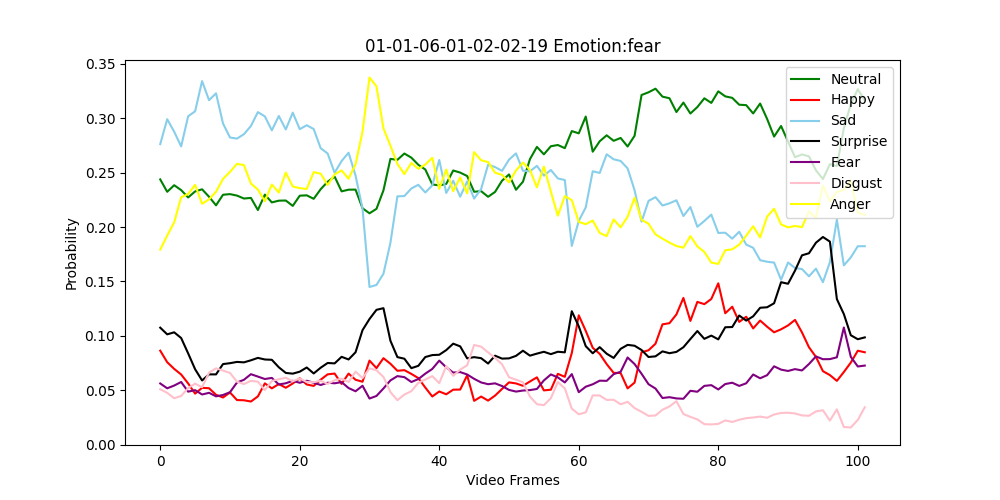 01-01-06-01-02-02-19 Emotion:fear
Probability
0.35
0.30
0.25
0.20
0.15
0.10
0.05
0.00
0
20
40
60
80
100
Video Frames
Neutral
Happy
Sad
Surprise
Fear
Disgust
Anger